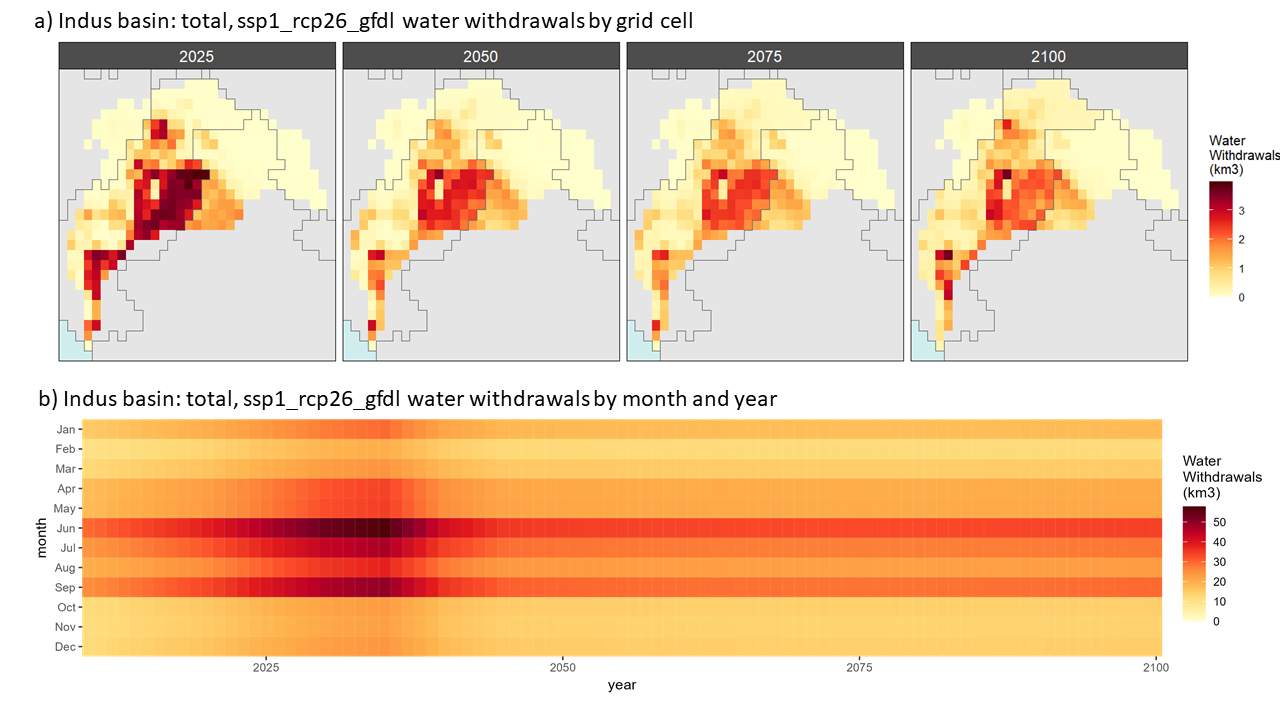 a) Indus basin: total, ssp1_rcp26_gfdl water withdrawals by grid cell
2025
2050
2075
2100
Water
Withdrawals
(km3)
3
2
1
0
b) Indus basin: total, ssp1_rcp26_gfdl water withdrawals by month and year
month
Jan
Feb
Mar
Apr
May
Jun
Jul
Aug
Sep
Oct
Nov
Dec
2025
2050
2075
2100
year
Water
Withdrawals
(km3)
50
40
30
20
10
0